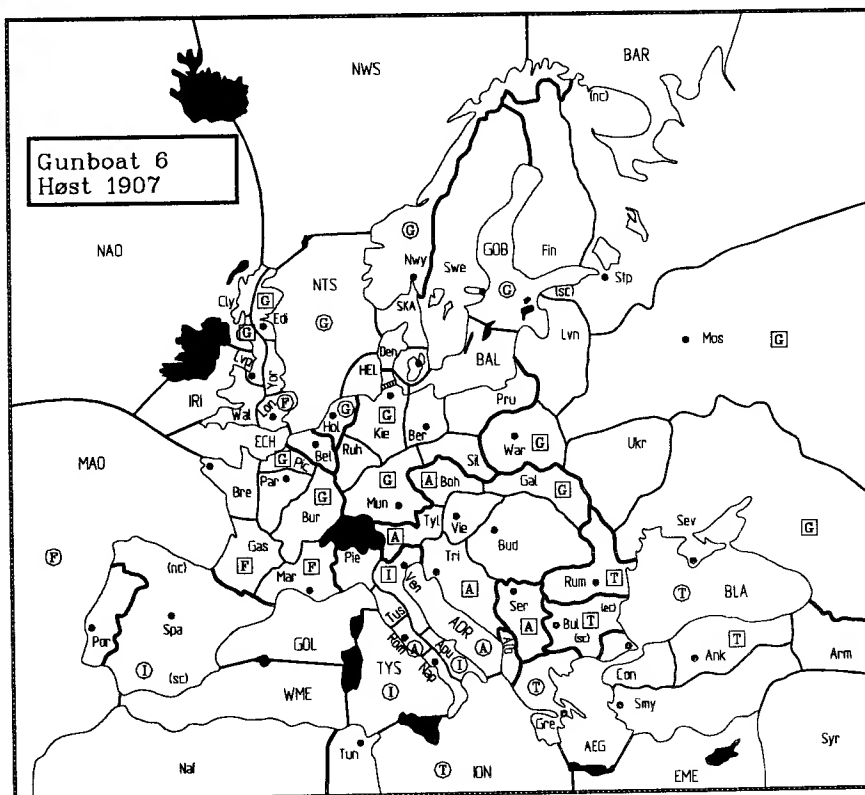 NWS
BAR
(nc)
Gunboat 6
Høst 1907
NAO
G
Nwy
Swe
GOB
Fin
G
(sc)
Stp
NTS
G
SKA
Cly
G
Edi
G
Lvn
Mos
G
Den
BAL
Lvp
Yor
HEL
IRI
Wal
Lon
F
Hol
G
Kie
G
Ber
Pru
War
G
ECH
Bel
Ruh
Sil
Ukr
MAO
G
Pic
Par
Bre
G
Bur
G
Mun
A
Boh
Gal
G
Tyl
Vie
Bud
Sev
G
F
Gas
F
Mar
F
Pie
A
Tri
I
Ven
Rum
T
T
BLA
(nc)
Por
Spa
Tus
ADR
A
Ser
A
(ec)
Bul
T
(sc)
T
Ank
Arm
GOL
Rom
A
Apu
I
A
Alb
Con
I
(sc)
WME
TYS
I
Nap
T
Gre
Smy
AEG
Syr
Naf
Tun
T
ION
EME